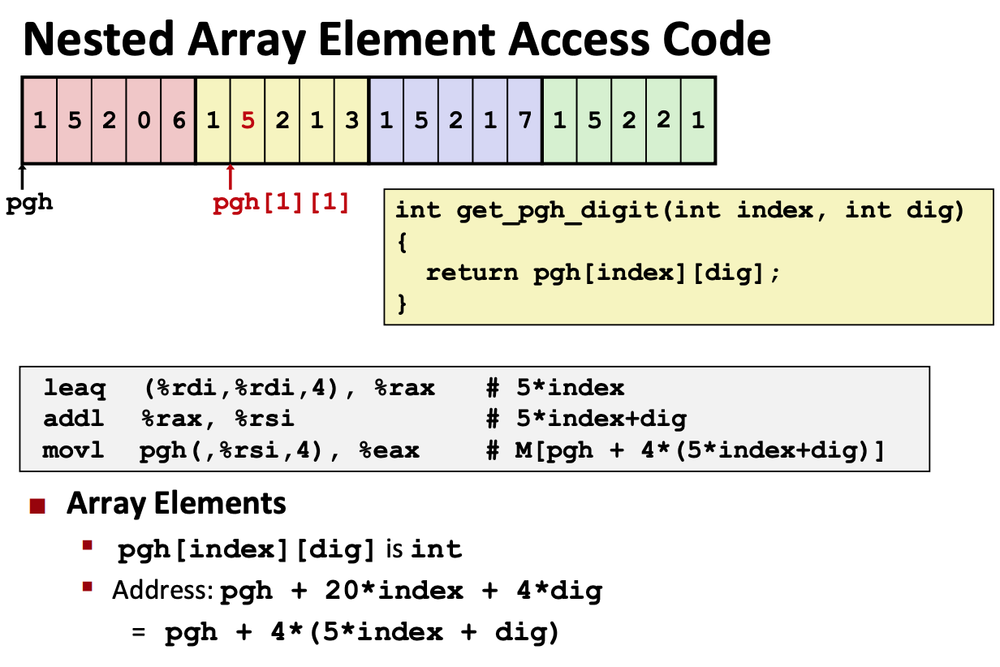 Nested Array Element Access Code
1 5 2 0 6 1 5 2 1 3 1 5 2 1 7 1 5 2 2 1
pgh
pgh[1][1]
int get_pgh_digit(int index, int dig)
{
return pgh[index][dig];
}
leaq (%rdi,%rdi,4), %rax # 5*index
addl %rax, %rsi # 5*index+dig
movl pgh(,%rsi,4), %eax # M[pgh + 4*(5*index+dig)]
Array Elements
pgh[index][dig] is int
Address: pgh + 20*index + 4*dig
= pgh + 4*(5*index + dig)